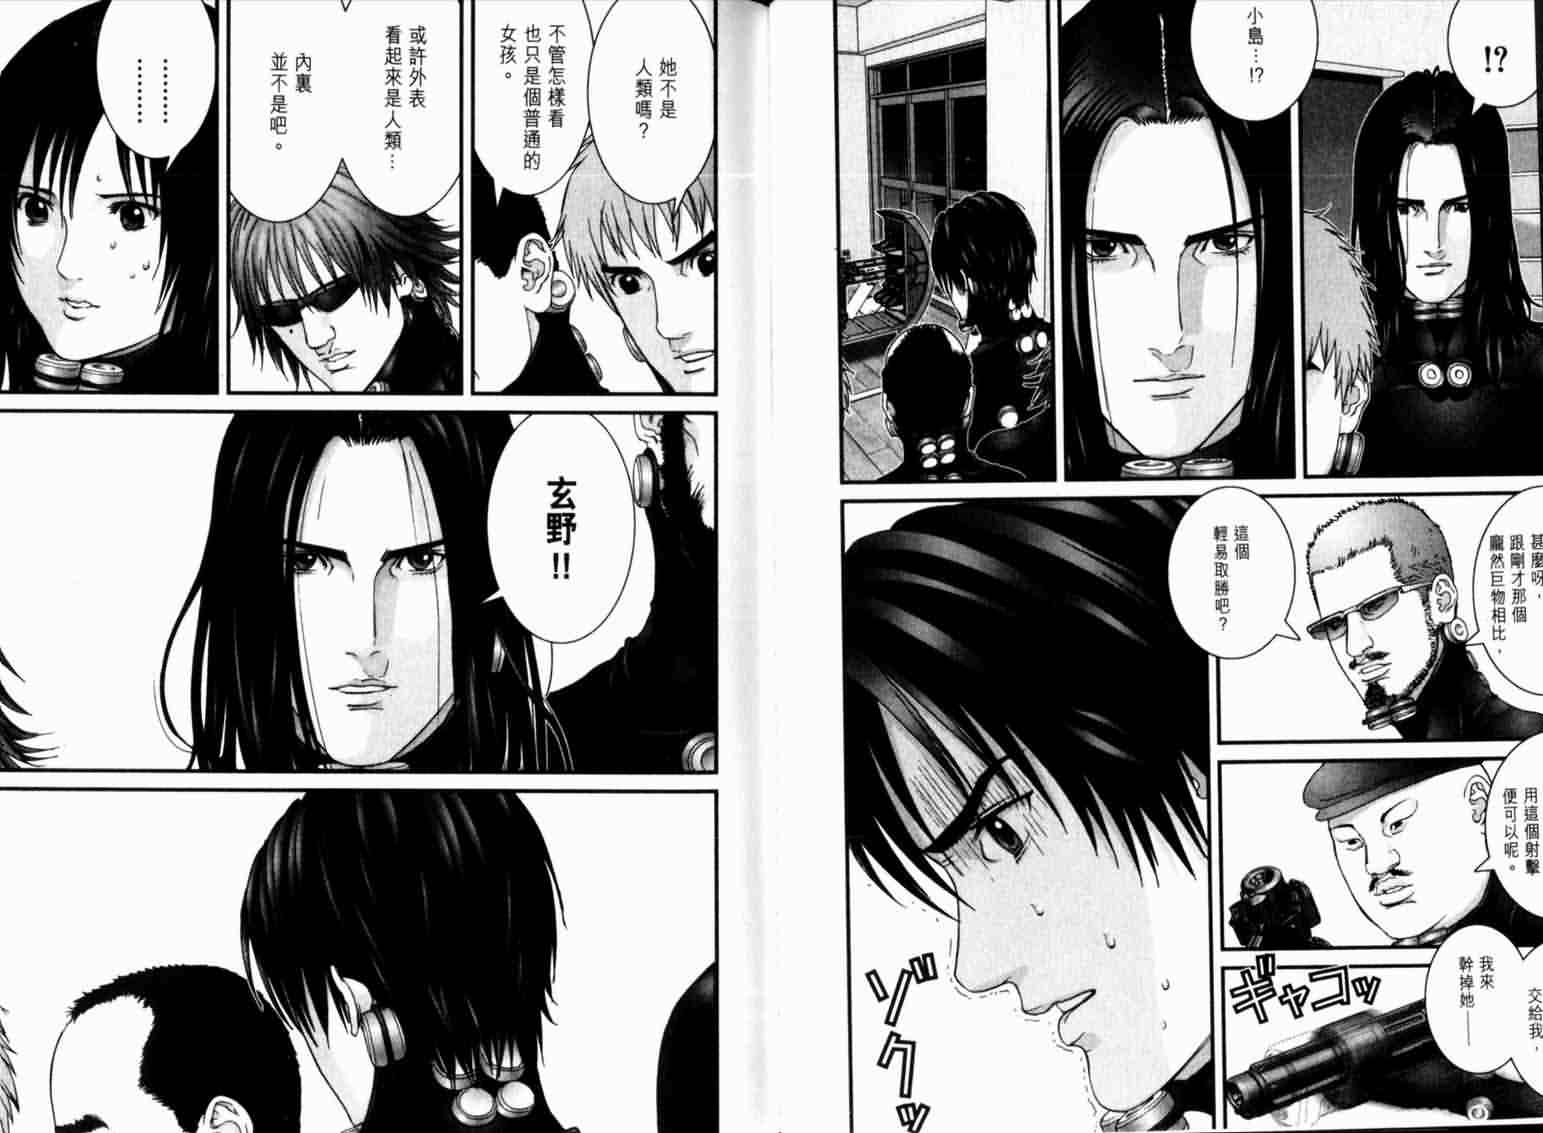 !?
小島…!?
甚麼呀,
跟剛才那個
龐然巨物相比,
這個
輕易取勝吧?
用這個射擊
便可以呢。
交給我,
我來
幹掉她——
ギャコッ
ゾクッ
她不是
人類嗎?
不管怎樣看
也只是個普通的
女孩。
或許外表
看起來是人類…
內裏
並不是吧。
………
………
玄野!!